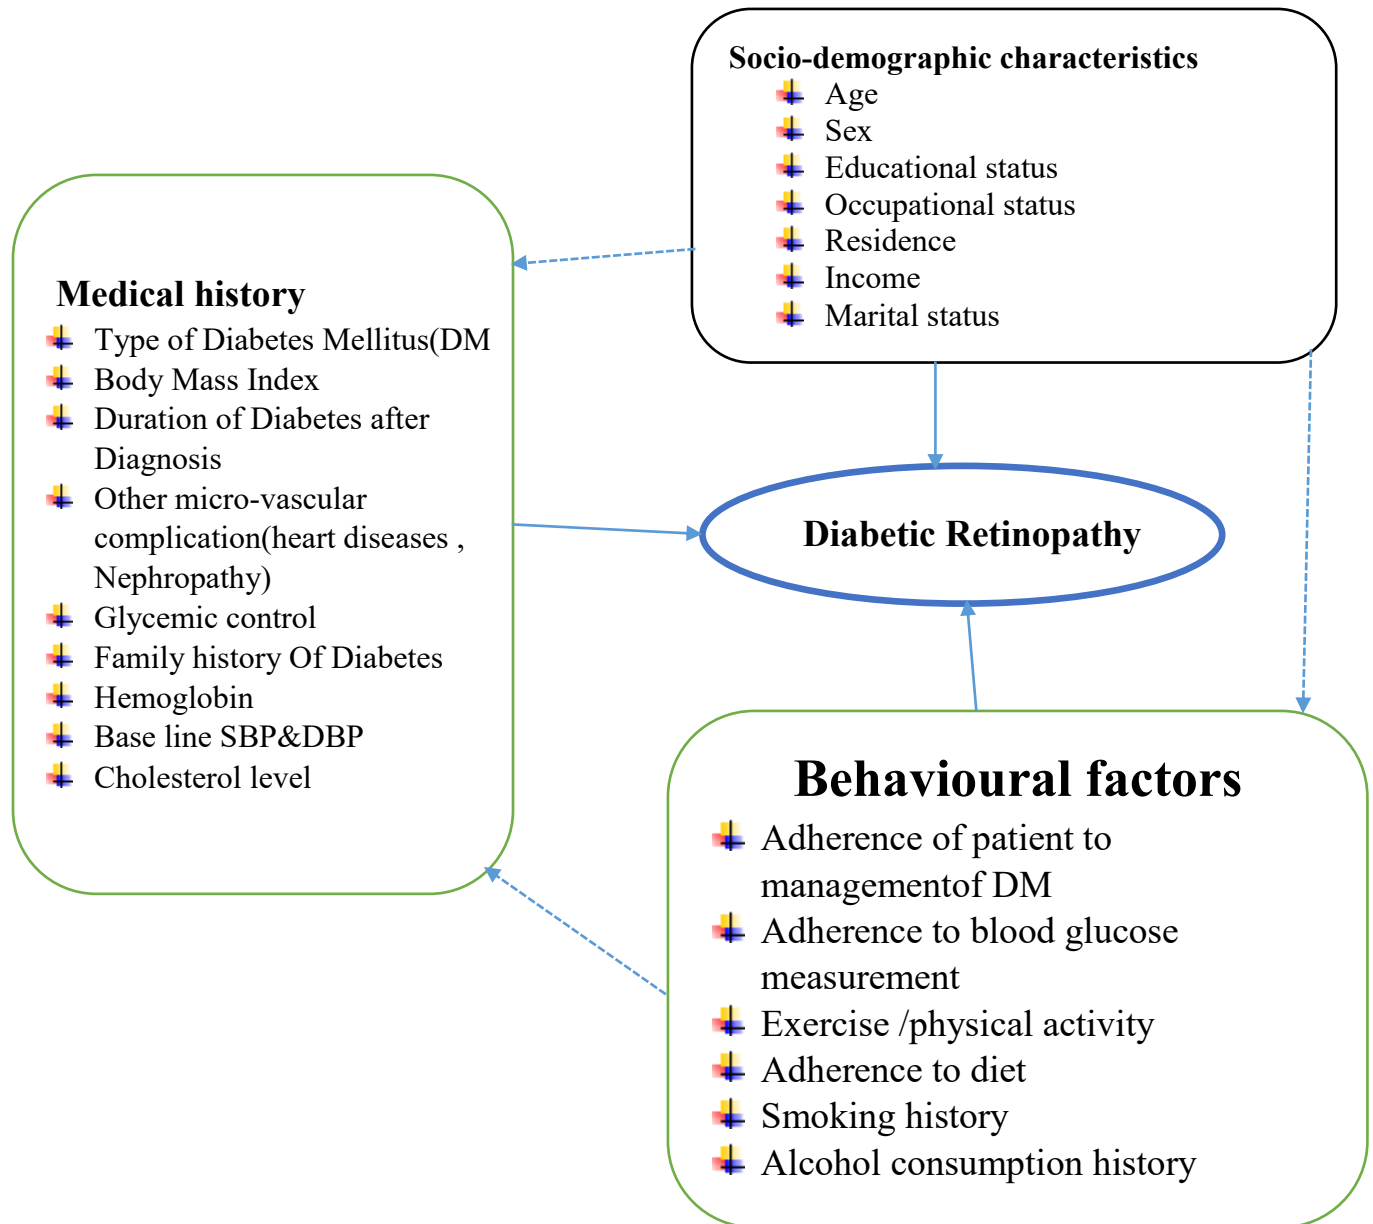 Socio-demographic characteristics
Age
Sex
Educational status
Occupational status
Residence
Income
Marital status
Medical history
Type of Diabetes Mellitus(DM
Body Mass Index
Duration of Diabetes after
Diagnosis
Other micro-vascular
complication(heart diseases ,
Nephropathy)
Glycemic control
Family history Of Diabetes
Hemoglobin
Base line SBP&DBP
Cholesterol level
Diabetic Retinopathy
Behavioural factors
Adherence of patient to
managementof DM
Adherence to blood glucose
measurement
Exercise /physical activity
Adherence to diet
Smoking history
Alcohol consumption history